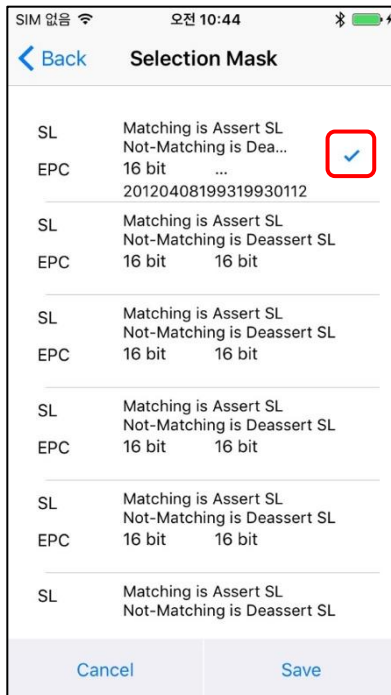 SIM 없음 오전 10:44
Back Selection Mask
SL Matching is Assert SL
Not-Matching is Dea...
EPC 16 bit ...
20120408199319930112
SL Matching is Assert SL
Not-Matching is Deassert SL
EPC 16 bit 16 bit
SL Matching is Assert SL
Not-Matching is Deassert SL
EPC 16 bit 16 bit
SL Matching is Assert SL
Not-Matching is Deassert SL
EPC 16 bit 16 bit
SL Matching is Assert SL
Not-Matching is Deassert SL
EPC 16 bit 16 bit
SL Matching is Assert SL
Not-Matching is Deassert SL
Cancel Save